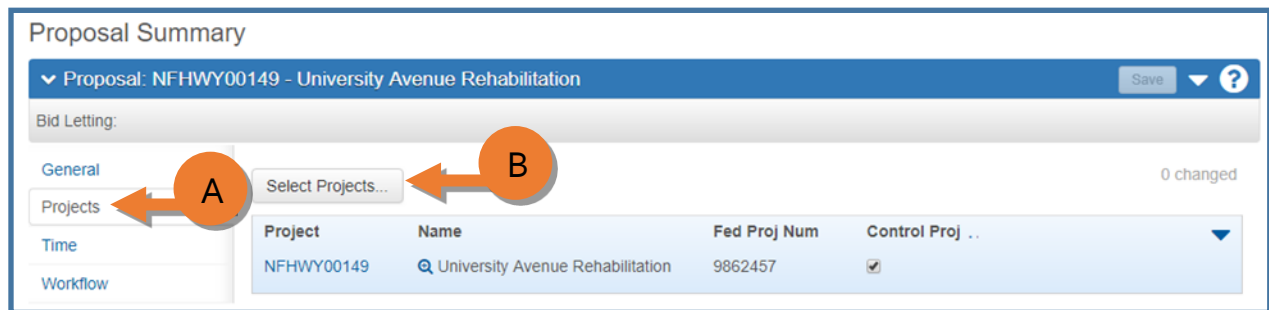 Proposal Summary
Proposal: NFHWY00149 - University Avenue Rehabilitation Save ?
Bid Letting:
General
A
Select Projects...
B
0 changed
Projects
Time
Workflow
Project Name Fed Proj Num Control Proj ..
NFHWY00149 University Avenue Rehabilitation 9862457